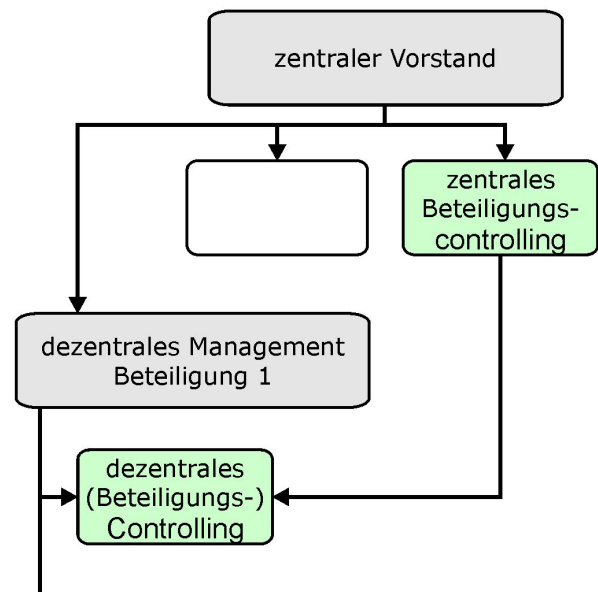 zentraler Vorstand
zentrales
Beteiligungs-
controlling
dezentrales Management
Beteiligung 1
dezentrales
(Beteiligungs-)
Controlling